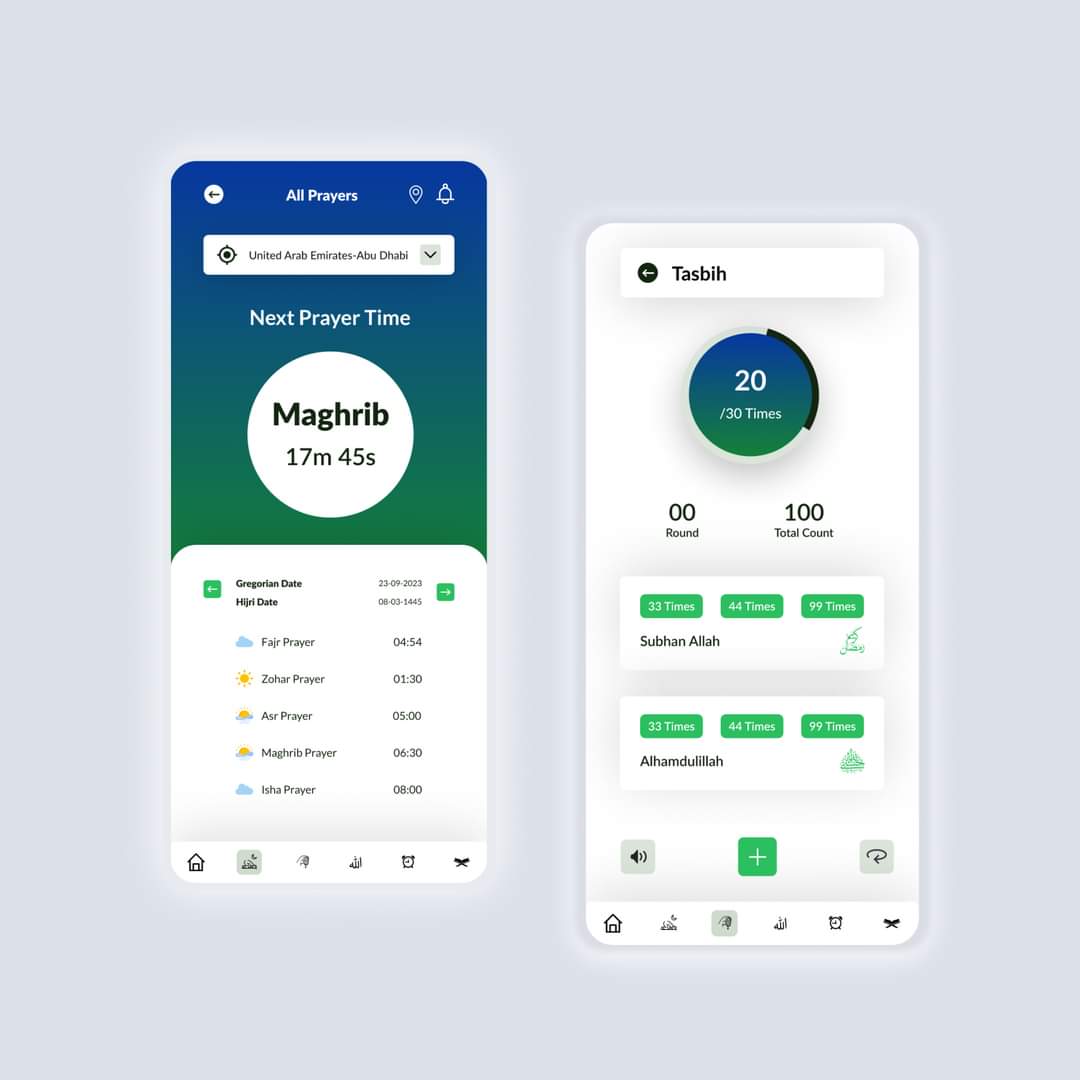 All Prayers
United Arab Emirates-Abu Dhabi
Next Prayer Time
Maghrib
17m 45s
Gregorian Date 23-09-2023
Hijri Date 08-03-1445
Fajr Prayer 04:54
Zohar Prayer 01:30
Asr Prayer 05:00
Maghrib Prayer 06:30
Isha Prayer 08:00
الله
Tasbih
20
/30 Times
00 100
Round Total Count
33 Times 44 Times 99 Times
Subhan Allah
33 Times 44 Times 99 Times
Alhamdulillah
الله